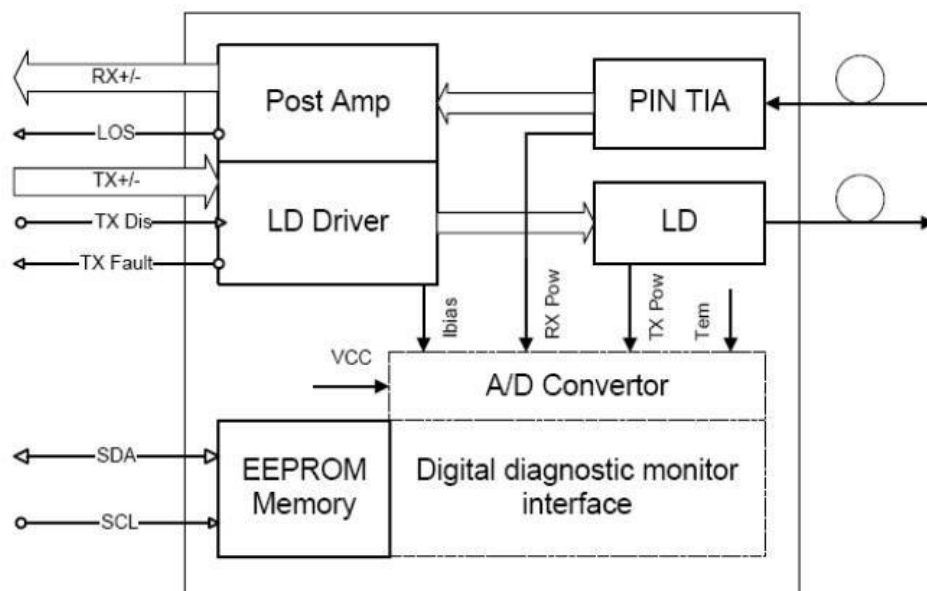 RX+/-
Post Amp
PIN TIA
LOS
TX+/-
TX Dis
LD Driver
LD
TX Fault
Ibias
RX Pow
TX Pow
Tem
VCC
A/D Convertor
SDA
EEPROM
Memory
Digital diagnostic monitor
interface
SCL